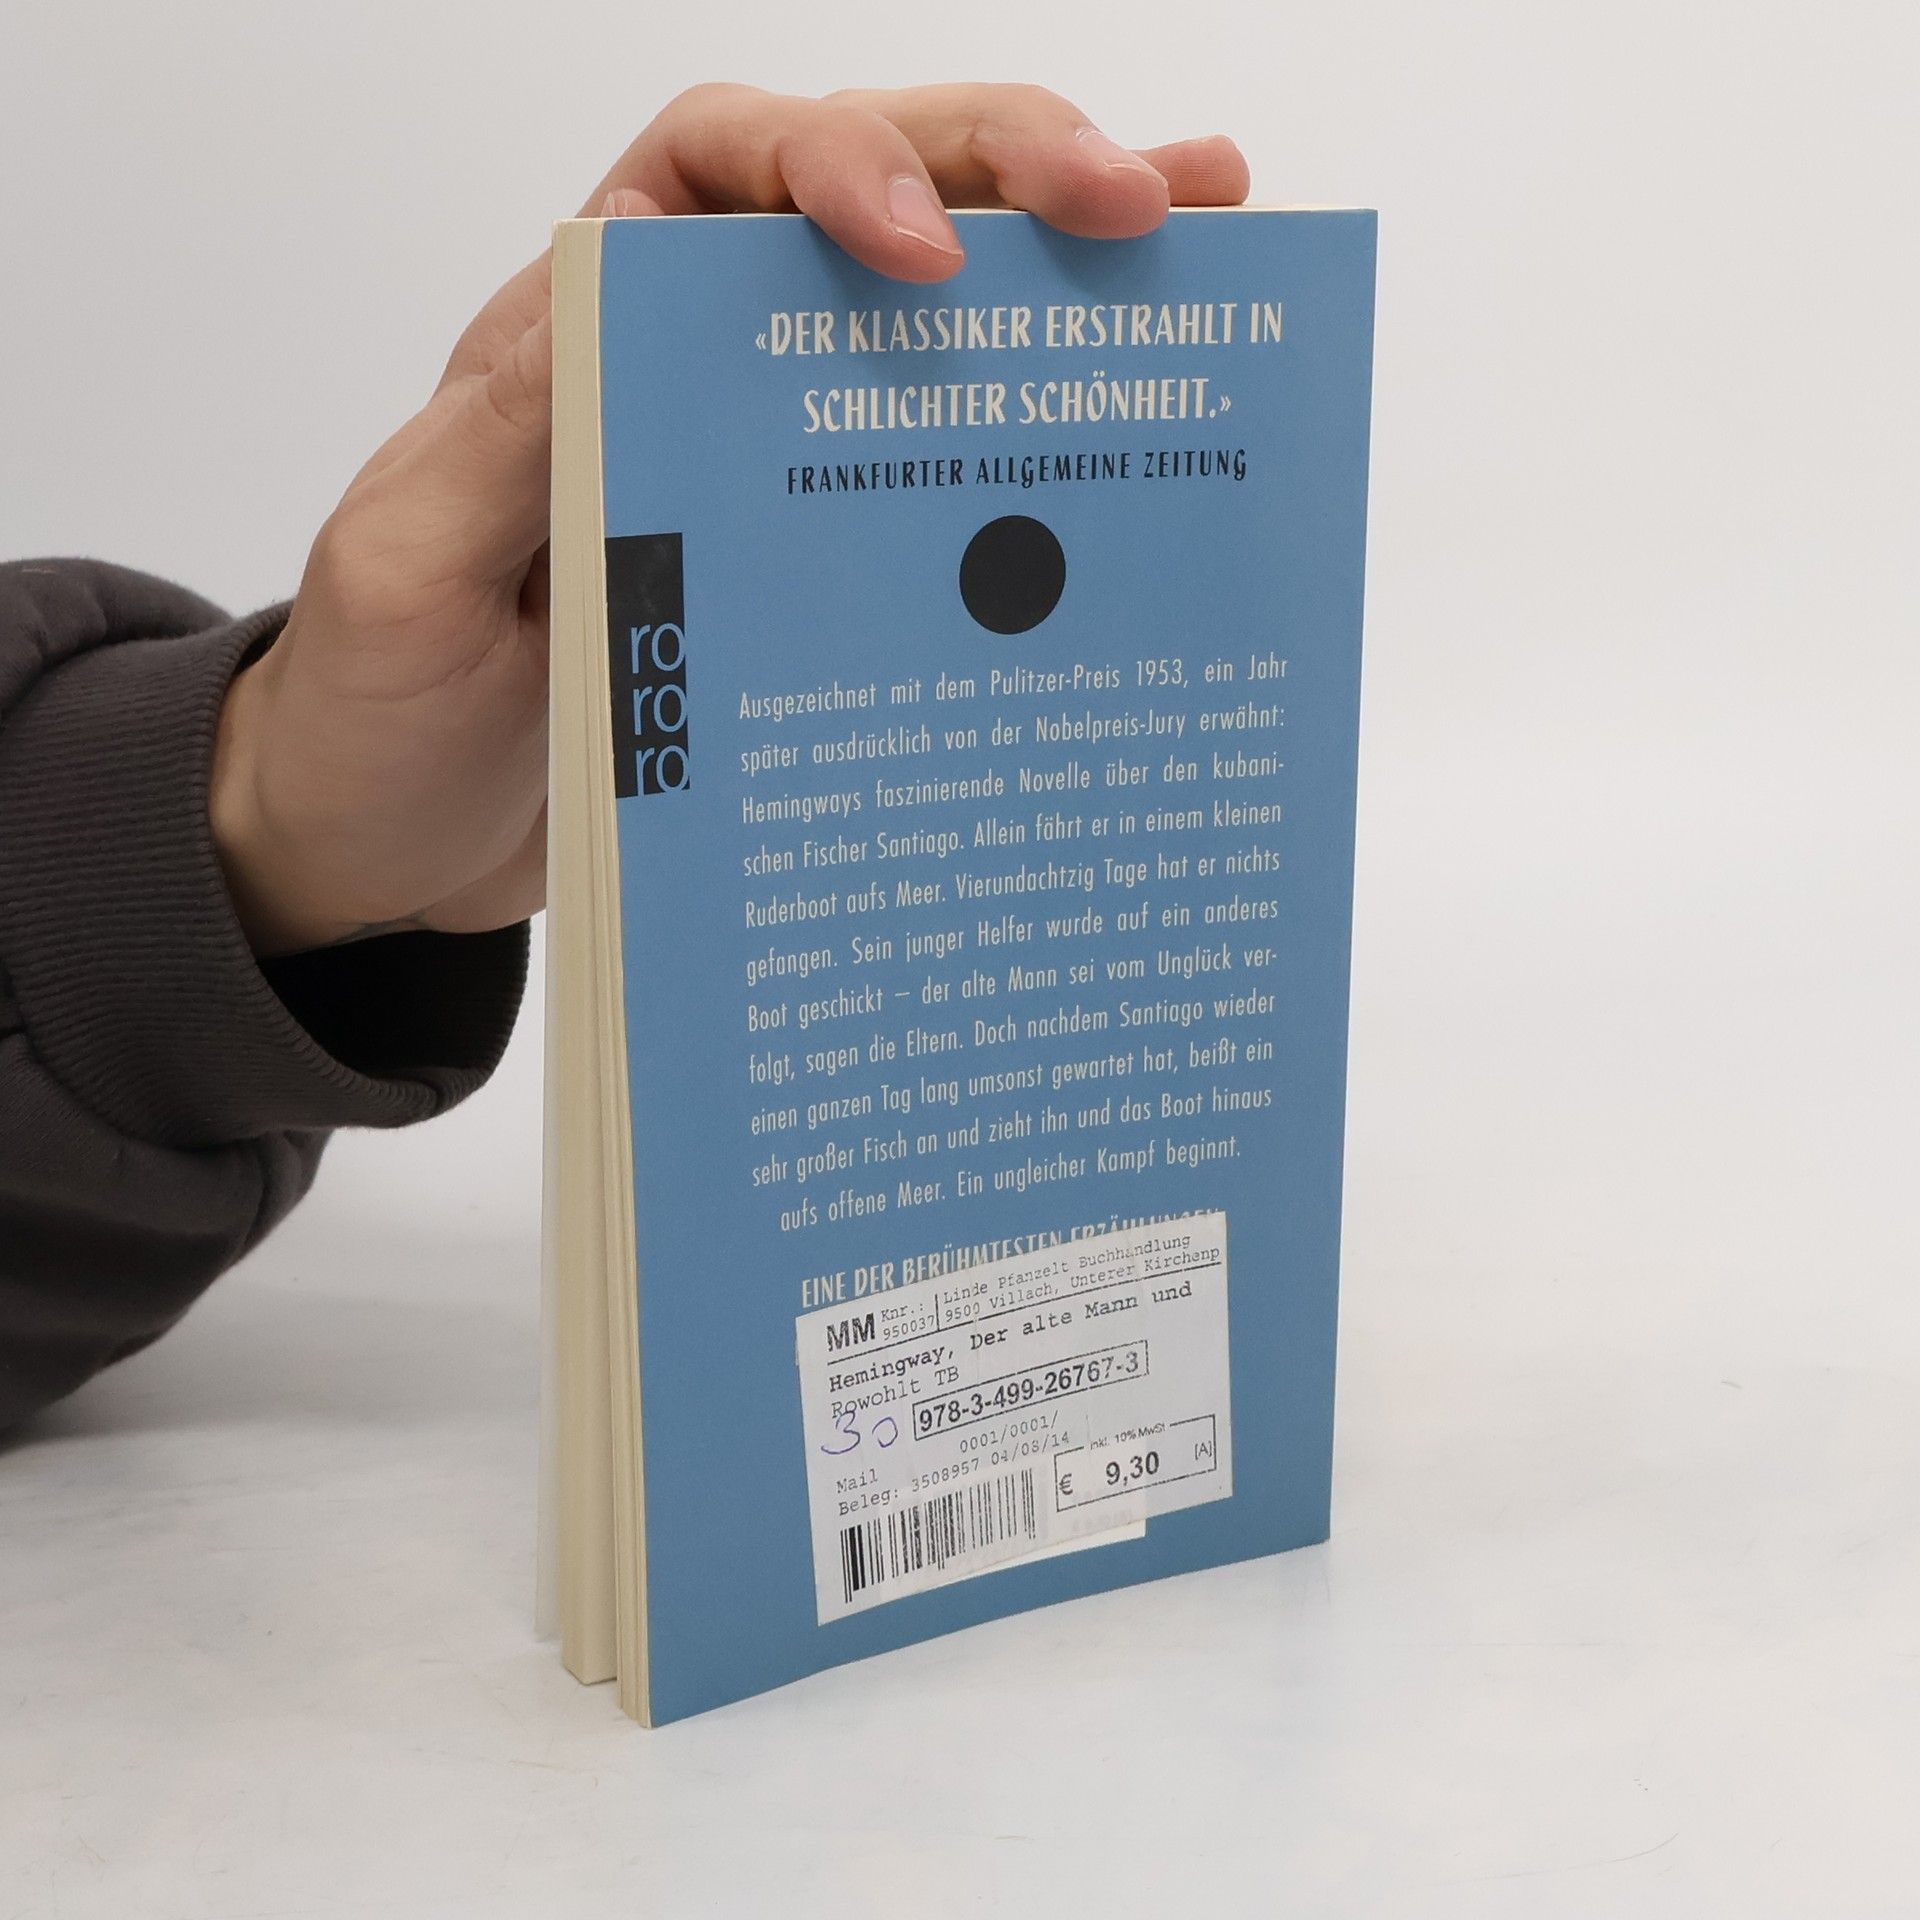 «DER KLASSIKER ERSTRAHLT IN
SCHLICHTER SCHÖNHEIT.»
FRANKFURTER ALLGEMEINE ZEITUNG
ro
ro
ro
Ausgezeichnet mit dem Pulitzer-Preis 1953, ein Jahr
später ausdrücklich von der Nobelpreis-Jury erwähnt:
Hemingways faszinierende Novelle über den kubani-
schen Fischer Santiago. Allein fährt er in einem kleinen
Ruderboot aufs Meer. Vierundachtzig Tage hat er nichts
gefangen. Sein junger Helfer wurde auf ein anderes
Boot geschickt – der alte Mann sei vom Unglück ver-
folgt, sagen die Eltern. Doch nachdem Santiago wieder
einen ganzen Tag lang umsonst gewartet hat, beißt ein
sehr großer Fisch an und zieht ihn und das Boot hinaus
aufs offene Meer. Ein ungleicher Kampf beginnt.
EINE DER BERÜHMTESTEN ERZÄHLUNGEN
MM Knr.: 950037
Linde Pfanzelt Buchhandlung
9500 Villach, Unterer Kirchenp
Hemingway, Der alte Mann und
Rowohlt TB
30 978-3-499-26767-3
0001/0001/
Mail
Beleg: 3508957 04/08/14
inkl. 10% MwSt
€ 9,30 [A]